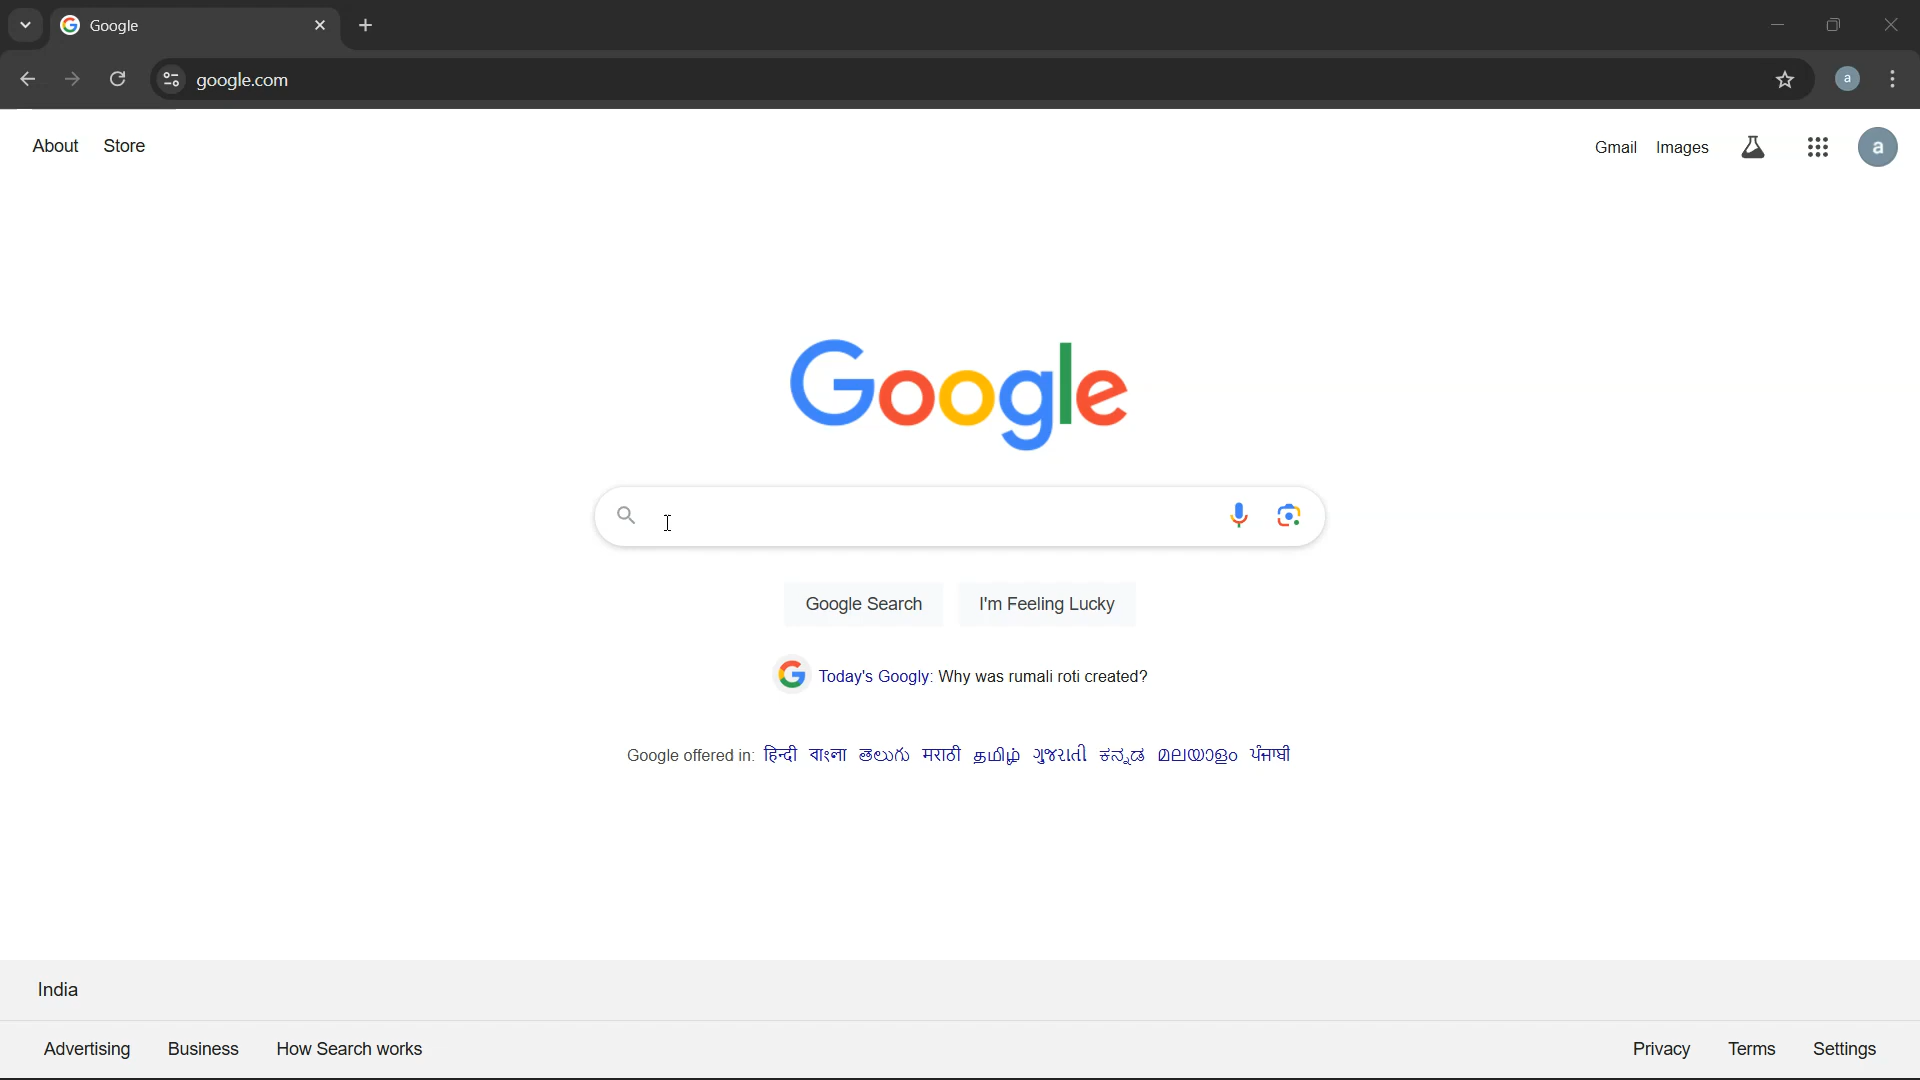 Google
google.com
About Store
Gmail Images
a
a
Google
Google Search I'm Feeling Lucky
Today's Googly: Why was rumali roti created?
Google offered in: हिन्दी বাংলা తెలుగు मराठी தமிழ் ગુજરાતી ಕನ್ನಡ മലയാളം ਪੰਜਾਬੀ
India
Advertising Business How Search works
Privacy Terms Settings